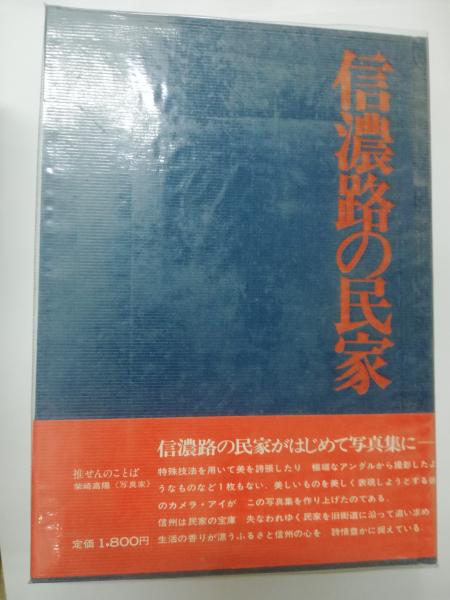 信濃路の民家
信濃路の民家がはじめて写真集に―
推せんのことば
柴崎高陽〈写真家〉
特殊技法を用いて美を誇張したり 極端なアングルから撮影したよ
うなものなど1枚もない．美しいものを美しく表現しようとする
のカメラ・アイが この写真集を作り上げたのである．
信州は民家の宝庫 失なわれゆく民家を旧街道に沿って追い求め
生活の香りが漂うふるさと信州の心を 詩情豊かに捉えている．
定価 1,800円